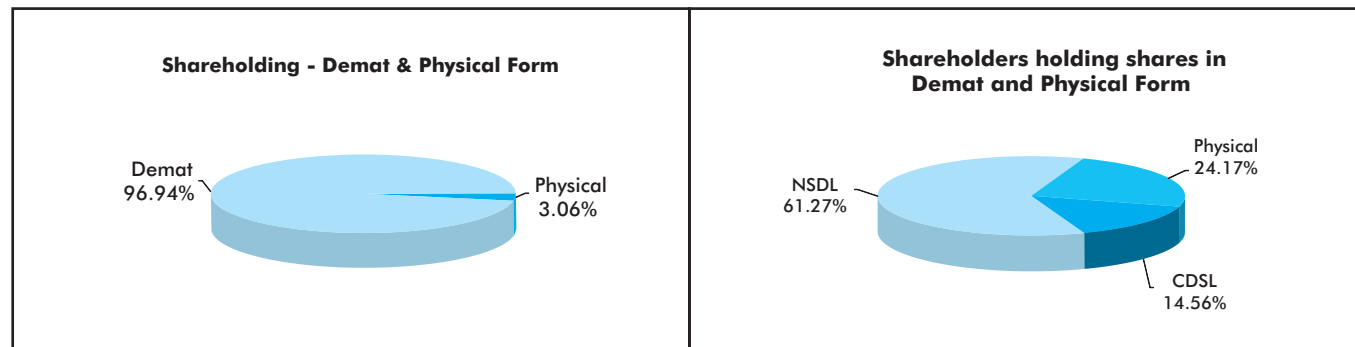 Shareholding - Demat & Physical Form
Demat
96.94%
Physical
3.06%
Shareholders holding shares in
Demat and Physical Form
NSDL
61.27%
Physical
24.17%
CDSL
14.56%